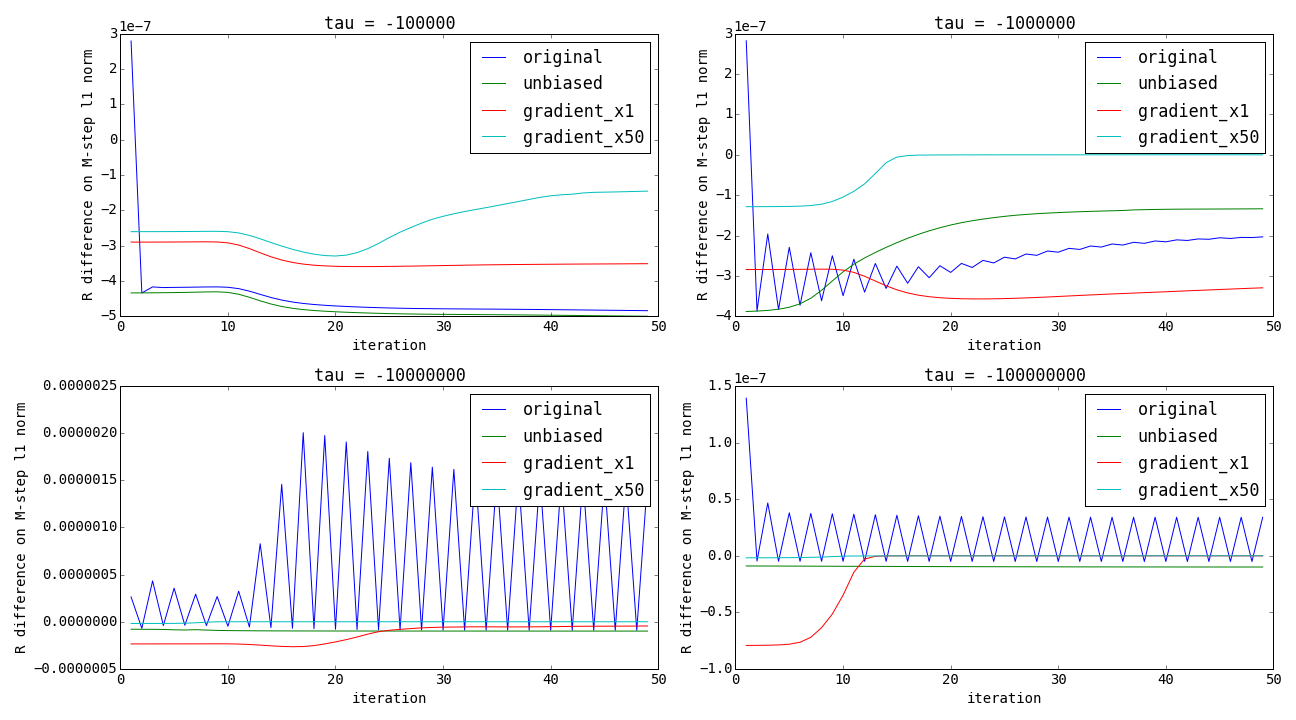 tau = -100000
1e−7
3
2
1
0
−1
−2
−3
−4
−5
R difference on M-step l1 norm
original
unbiased
gradient_x1
gradient_x50
0
10
20
30
40
50
iteration
tau = -1000000
1e−7
3
2
1
0
−1
−2
−3
−4
R difference on M-step l1 norm
original
unbiased
gradient_x1
gradient_x50
0
10
20
30
40
50
iteration
tau = -10000000
0.0000025
0.0000020
0.0000015
0.0000010
0.0000005
0.0000000
−0.0000005
R difference on M-step l1 norm
original
unbiased
gradient_x1
gradient_x50
0
10
20
30
40
50
iteration
tau = -100000000
1e−7
1.5
1.0
0.5
0.0
−0.5
−1.0
R difference on M-step l1 norm
original
unbiased
gradient_x1
gradient_x50
0
10
20
30
40
50
iteration